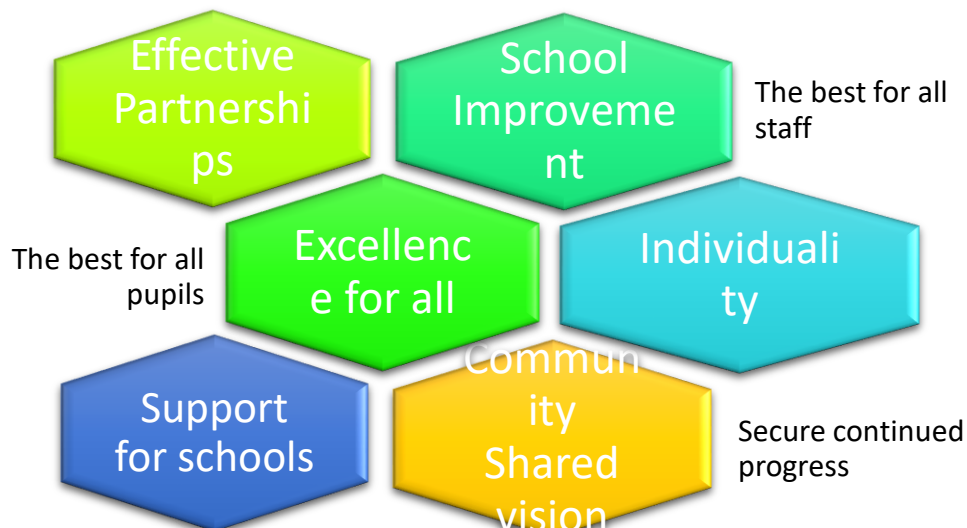 Effective
Partnershi
ps
School
Improveme
nt
The best for all
staff
The best for all
pupils
Excellenc
e for all
Individuali
ty
Support
for schools
Commun
ity
Shared
vision
Secure continued
progress